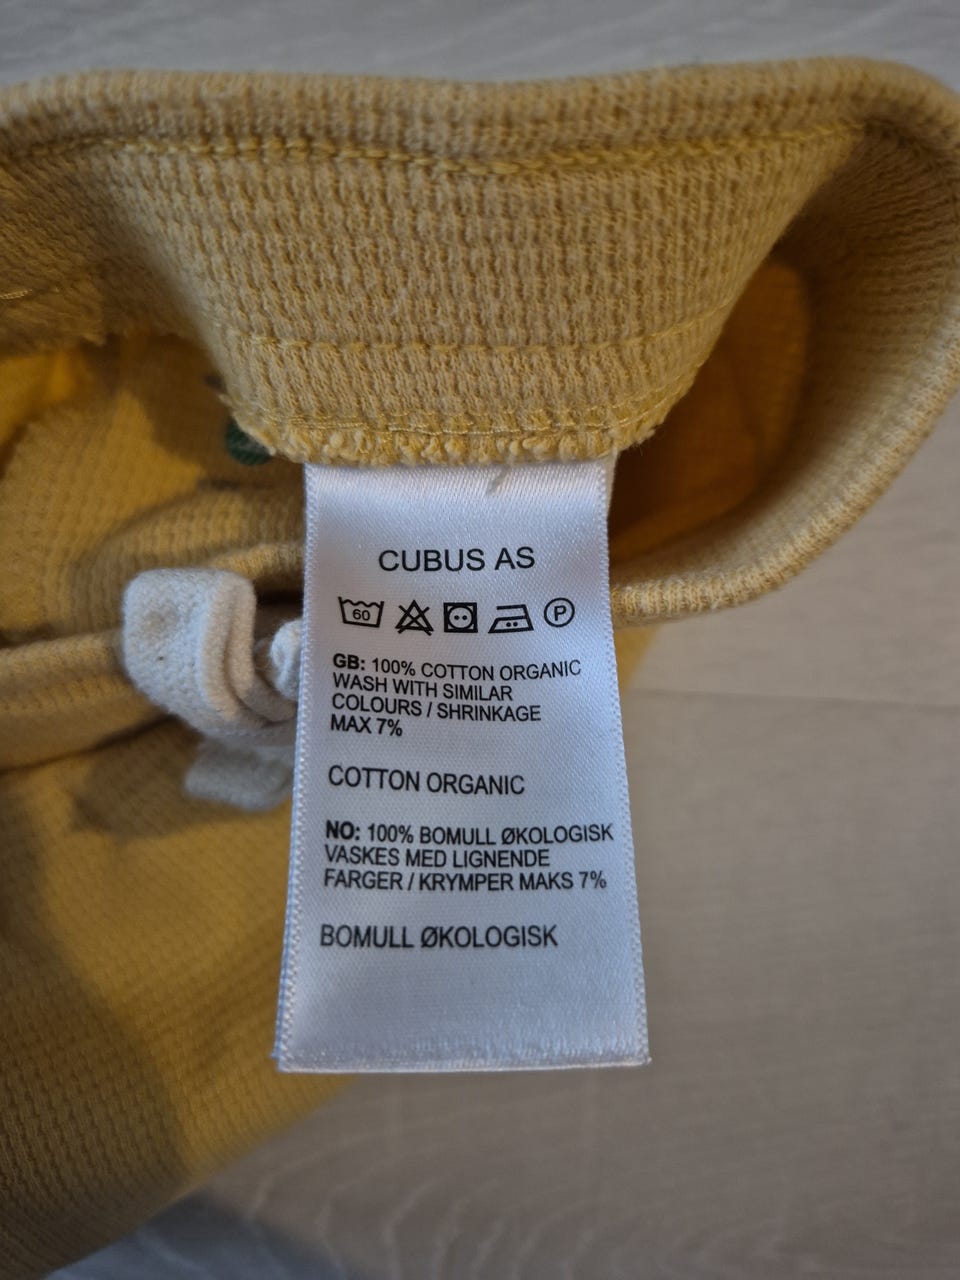 CUBUS AS
60 P
GB: 100% COTTON ORGANIC
WASH WITH SIMILAR
COLOURS / SHRINKAGE
MAX 7%
COTTON ORGANIC
NO: 100% BOMULL ØKOLOGISK
VASKES MED LIGNENDE
FARGER / KRYMPER MAKS 7%
BOMULL ØKOLOGISK